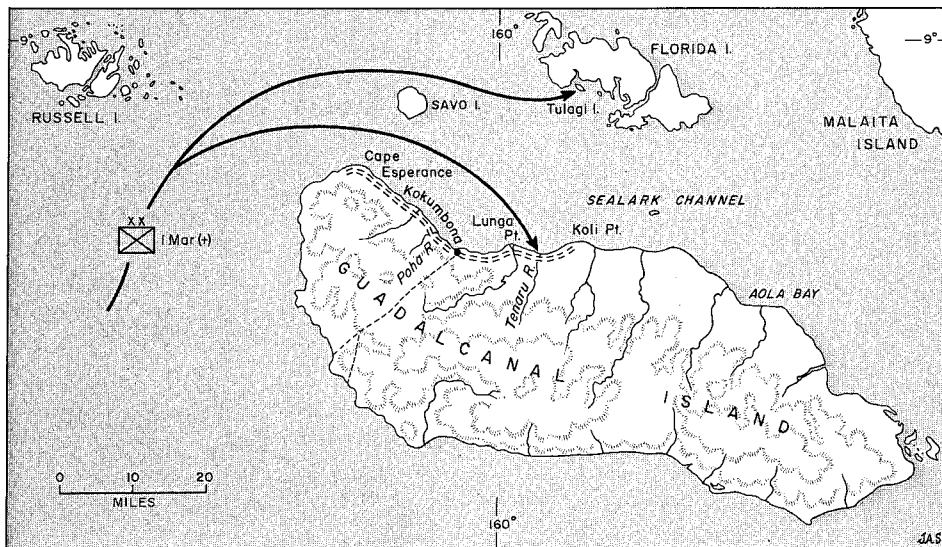 160°
9°
9°
FLORIDA I.
RUSSELL I.
SAVO I.
Tulagi I.
MALAITA
ISLAND
Cape
Esperance
Kokumbona
SEALARK CHANNEL
XX
1 Mar (+)
Lunga
Pt.
Koli Pt.
Poha R.
Tenaru R.
AOLA BAY
GUADALCANAL
ISLAND
0 10 20
MILES
160°
J.A.S.